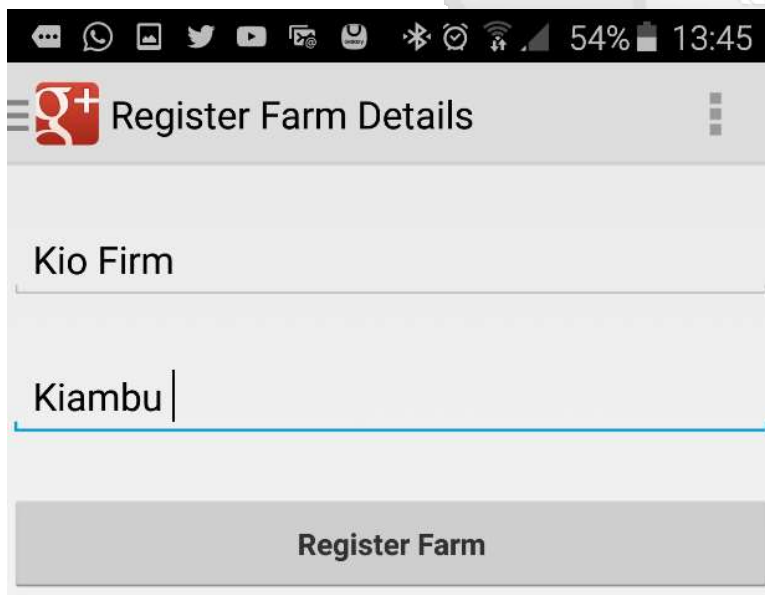 54% 13:45
g+ Register Farm Details
Kio Firm
Kiambu
Register Farm